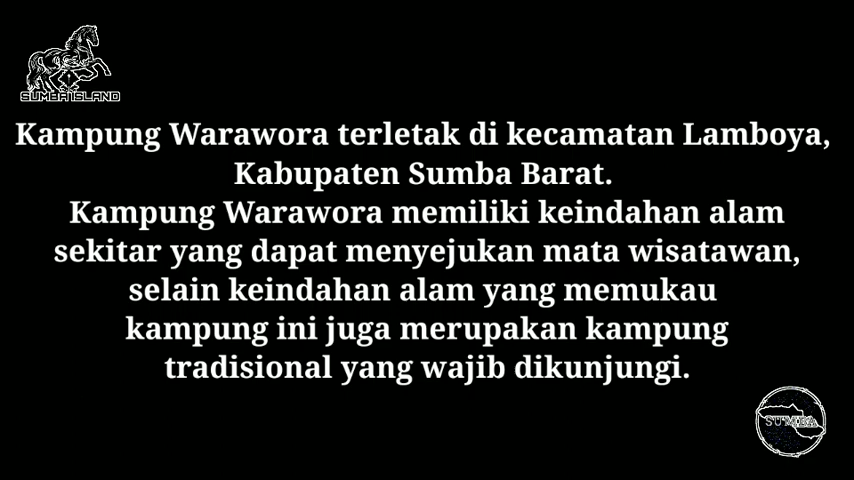 SUMBA ISLAND
Kampung Warawora terletak di kecamatan Lamboya,
Kabupaten Sumba Barat.
Kampung Warawora memiliki keindahan alam
sekitar yang dapat menyejukan mata wisatawan,
selain keindahan alam yang memukau
kampung ini juga merupakan kampung
tradisional yang wajib dikunjungi.
SUMBA